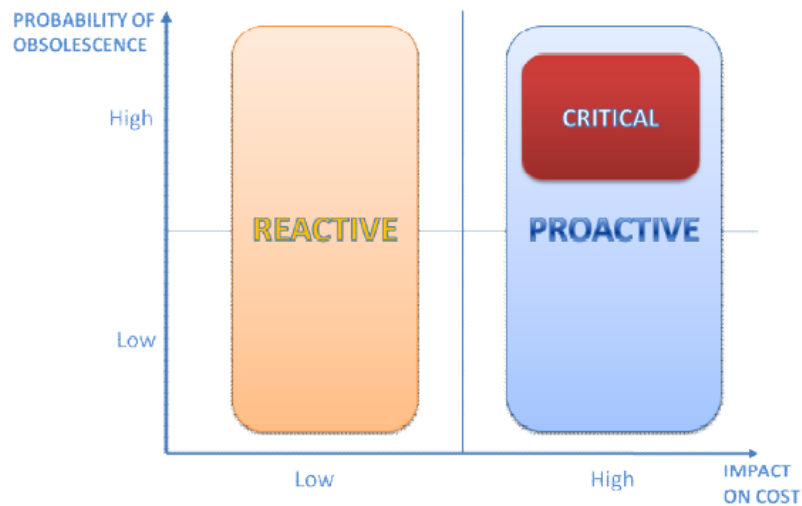 PROBABILITY OF
OBSOLESCENCE
High
CRITICAL
REACTIVE
PROACTIVE
Low
Low
High
IMPACT
ON COST